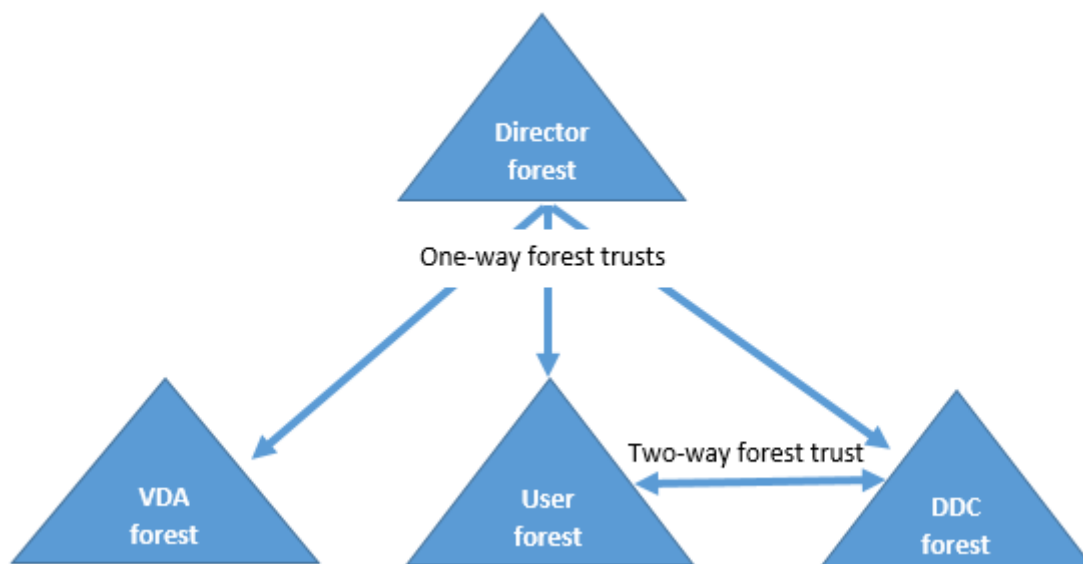 Director
forest
One-way forest trusts
Two-way forest trust
VDA
forest
User
forest
DDC
forest